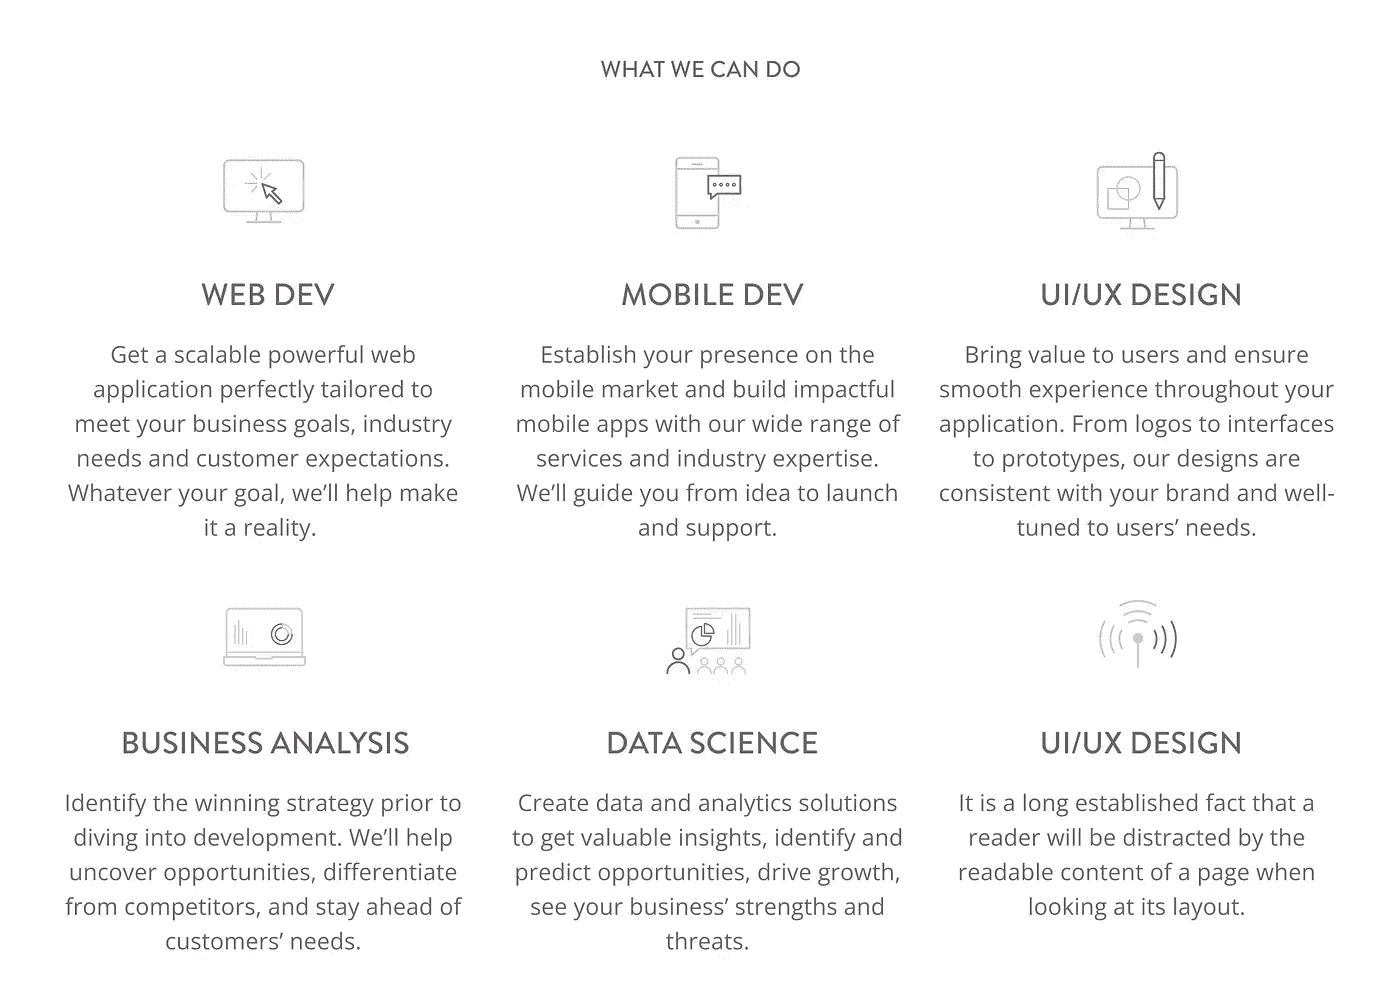 WHAT WE CAN DO
WEB DEV
Get a scalable powerful web
application perfectly tailored to
meet your business goals, industry
needs and customer expectations.
Whatever your goal, we’ll help make
it a reality.
MOBILE DEV
Establish your presence on the
mobile market and build impactful
mobile apps with our wide range of
services and industry expertise.
We’ll guide you from idea to launch
and support.
UI/UX DESIGN
Bring value to users and ensure
smooth experience throughout your
application. From logos to interfaces
to prototypes, our designs are
consistent with your brand and well-
tuned to users’ needs.
BUSINESS ANALYSIS
Identify the winning strategy prior to
diving into development. We’ll help
uncover opportunities, differentiate
from competitors, and stay ahead of
customers’ needs.
DATA SCIENCE
Create data and analytics solutions
to get valuable insights, identify and
predict opportunities, drive growth,
see your business’ strengths and
threats.
UI/UX DESIGN
It is a long established fact that a
reader will be distracted by the
readable content of a page when
looking at its layout.